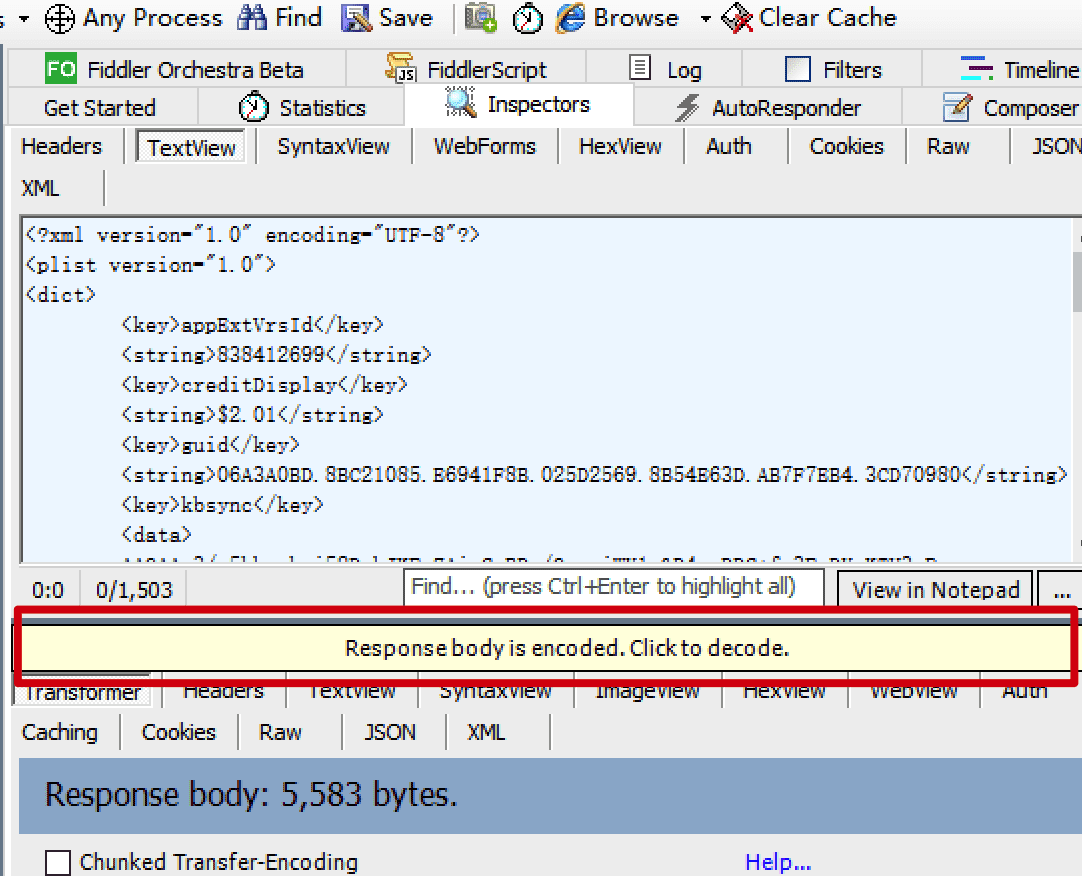 Any Process Find Save Browse Clear Cache
FO Fiddler Orchestra Beta JS FiddlerScript Log Filters Timeline
Get Started Statistics Inspectors AutoResponder Composer
Headers TextView SyntaxView WebForms HexView Auth Cookies Raw JSON
XML
<?xml version="1.0" encoding="UTF-8"?>
<plist version="1.0">
<dict>
<key>appExtVrsId</key>
<string>838412699</string>
<key>creditDisplay</key>
<string>$2.01</string>
<key>guid</key>
<string>06A3A0BD.8BC21085.E6941F8B.025D2569.8B54E63D.AB7F7EB4.3CD70980</string>
<key>kbsync</key>
<data>
0:0 0/1,503 Find... (press Ctrl+Enter to highlight all) View in Notepad ...
Response body is encoded. Click to decode.
Transformer Headers TextView SyntaxView ImageView HexView WebView Auth
Caching Cookies Raw JSON XML
Response body: 5,583 bytes.
Chunked Transfer-Encoding Help...